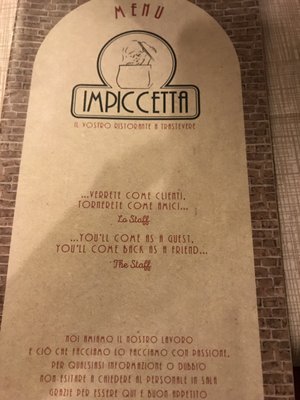 MENU
IMPICCETTA
IL VOSTRO RISTORANTE A TRASTEVERE
...VERRETE COME CLIENTI,
TORNERETE COME AMICI...
Lo Staff
...YOU'LL COME AS A GUEST,
YOU'LL COME BACK AS A FRIEND...
The Staff
NOI AMIAMO IL NOSTRO LAVORO
E CIÒ CHE FACCIAMO LO FACCIAMO CON PASSIONE.
PER QUALSIASI INFORMAZIONE O DUBBIO
NON ESITARE A CHIEDERE AL PERSONALE IN SALA
GRAZIE PER ESSERE QUI E BUON APPETITO